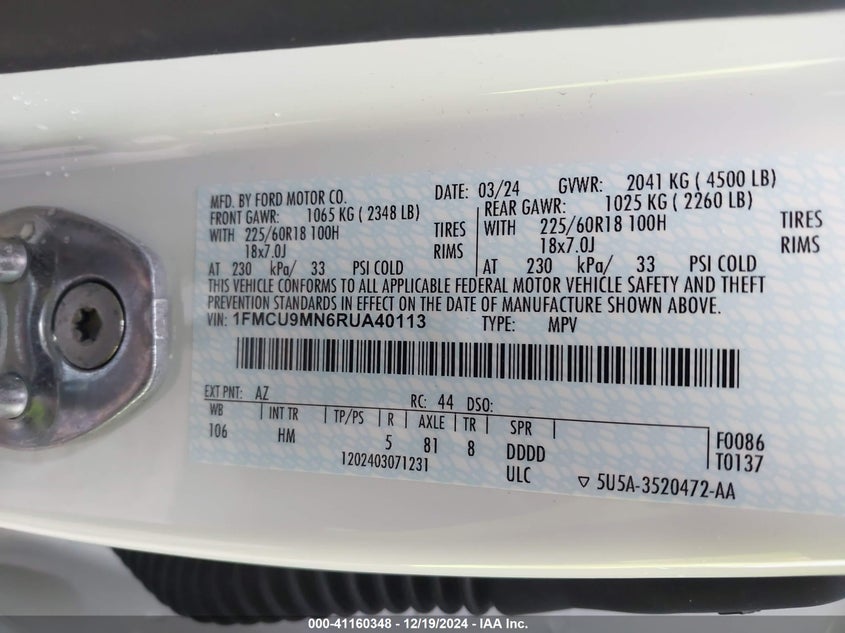 MFD. BY FORD MOTOR CO. DATE: 03/24 GVWR: 2041 KG ( 4500 LB)
FRONT GAWR: 1065 KG ( 2348 LB) REAR GAWR: 1025 KG ( 2260 LB)
WITH 225/60R18 100H TIRES WITH 225/60R18 100H TIRES
18x7.0J RIMS 18x7.0J RIMS
AT 230 kPa/ 33 PSI COLD AT 230 kPa/ 33 PSI COLD
THIS VEHICLE CONFORMS TO ALL APPLICABLE FEDERAL MOTOR VEHICLE SAFETY AND THEFT
PREVENTION STANDARDS IN EFFECT ON THE DATE OF MANUFACTURE SHOWN ABOVE.
VIN: 1FMCU9MN6RUA40113 TYPE: MPV
EXT PNT: AZ RC: 44 DSO:
WB INT TR TP/PS R AXLE TR SPR F0086
106 HM 5 81 8 DDDD T0137
1202403071231 ULC ▽ 5U5A-3520472-AA
000-41160348 - 12/19/2024 - IAA Inc.